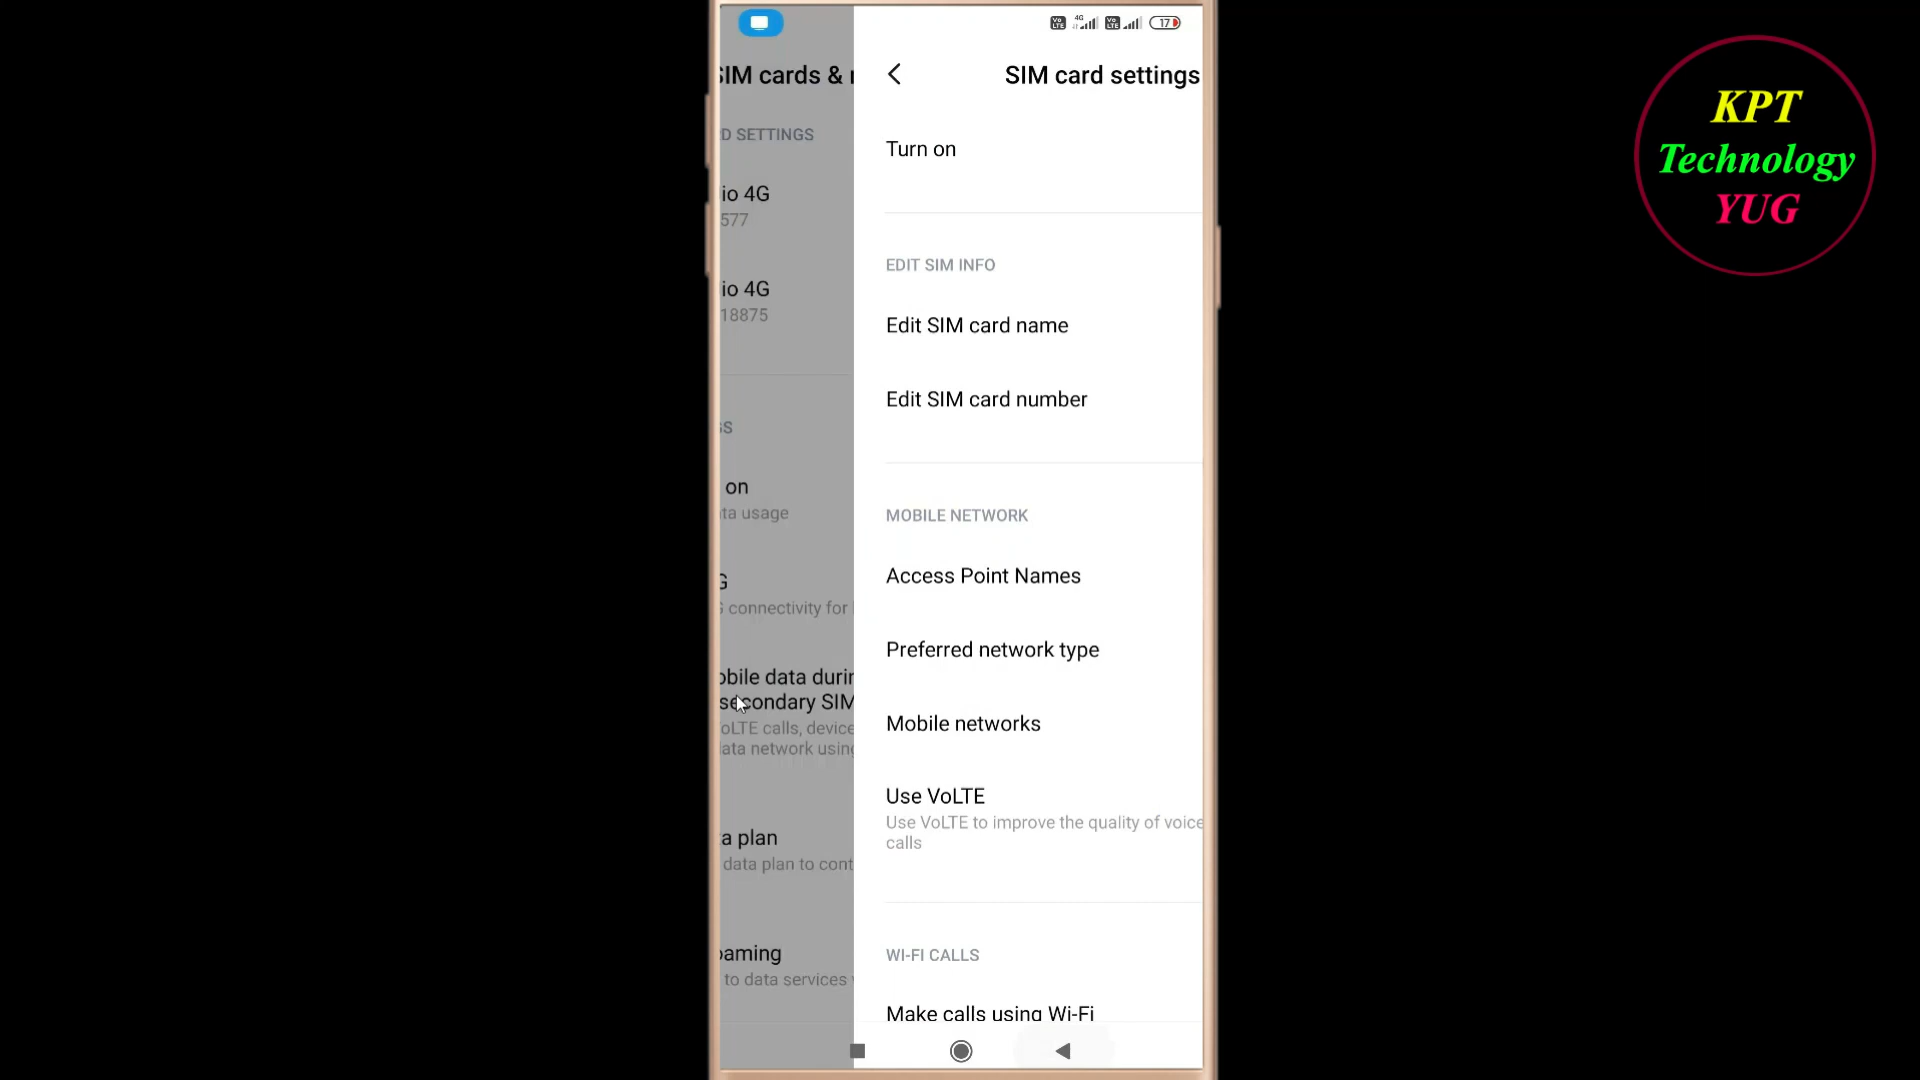 17
SIM cards &
SIM card settings
D SETTINGS
io 4G
577
io 4G
18875
GS
on
ta usage
G
connectivity for
obile data durin
secondary SIM
oLTE calls, device
ata network using
a plan
data plan to cont
oaming
to data services
Turn on
EDIT SIM INFO
Edit SIM card name
Edit SIM card number
MOBILE NETWORK
Access Point Names
Preferred network type
Mobile networks
Use VoLTE
Use VoLTE to improve the quality of voice
calls
WI-FI CALLS
Make calls using Wi-Fi
KPT
Technology
YUG